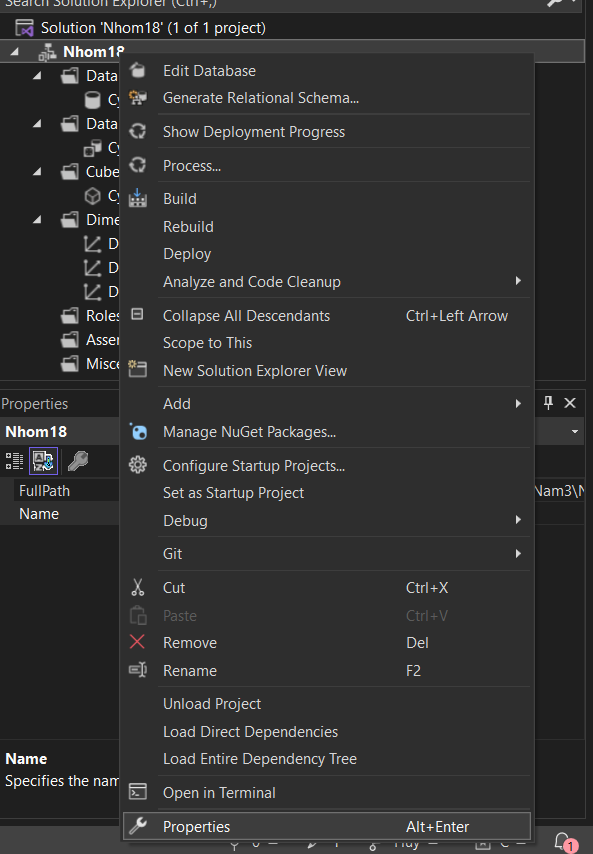 Search Solution Explorer (Ctrl+;)
Solution 'Nhom18' (1 of 1 project)
Nhom18
Data
Cy
Data
Cy
Cube
Cy
Dime
D
D
D
Roles
Asser
Misce
Edit Database
Generate Relational Schema...
Show Deployment Progress
Process...
Build
Rebuild
Deploy
Analyze and Code Cleanup
Collapse All Descendants Ctrl+Left Arrow
Scope to This
New Solution Explorer View
Add
Manage NuGet Packages...
Configure Startup Projects...
Set as Startup Project
Debug
Git
Cut Ctrl+X
Paste Ctrl+V
Remove Del
Rename F2
Unload Project
Load Direct Dependencies
Load Entire Dependency Tree
Open in Terminal
Properties Alt+Enter
Properties
Nhom18
FullPath Nam3\N
Name
Name
Specifies the nam
1